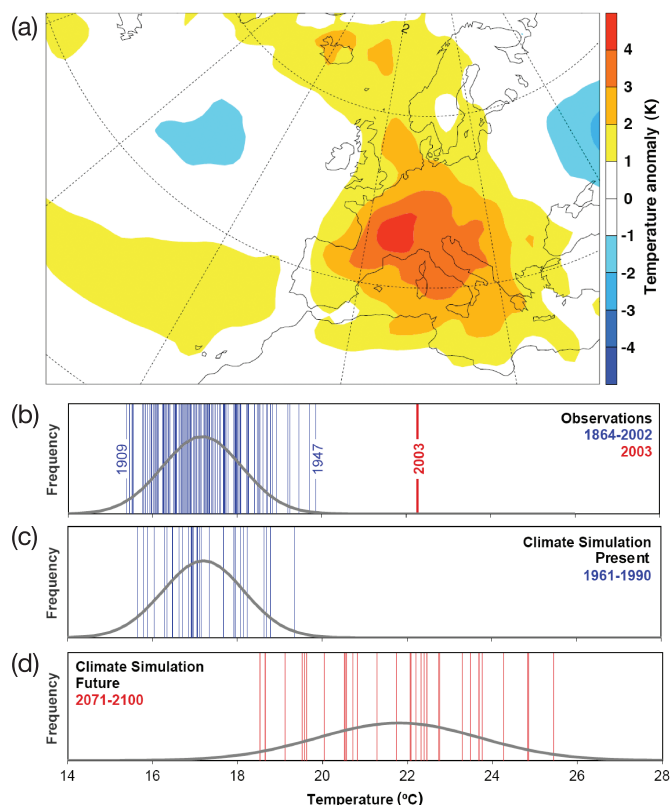 (a)
2
4
3
2
1
0
-1
-2
-3
-4
Temperature anomaly (K)
(b)
Frequency
1909
1947
2003
Observations
1864-2002
2003
(c)
Frequency
Climate Simulation
Present
1961-1990
(d)
Frequency
Climate Simulation
Future
2071-2100
14 16 18 20 22 24 26 28
Temperature (ºC)